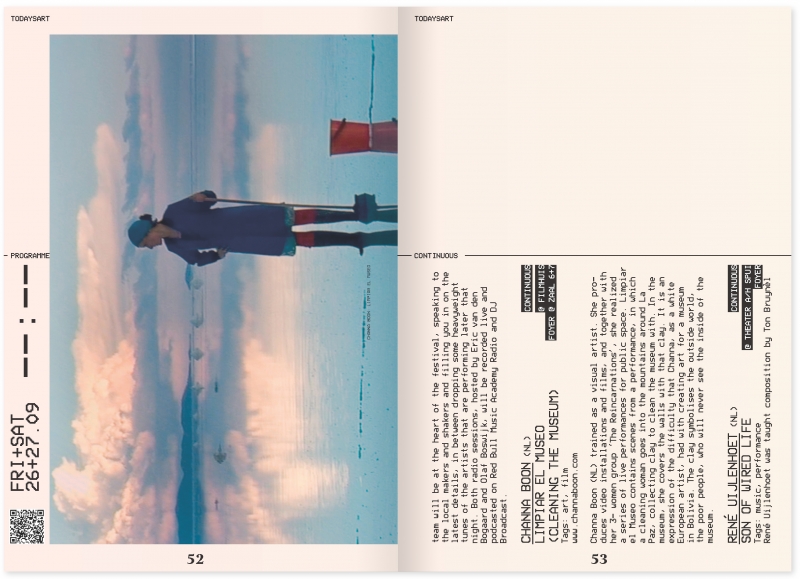 TODAYSART
PROGRAMME
--:--
FRI+SAT
26+27.09
CHANNA BOON LIMPIAR EL MUSEO
52
TODAYSART
CONTINUOUS
team will be at the heart of the festival, speaking to
the local makers and shakers and filling you in on the
latest details, in between dropping some heavyweight
tunes of the artists that are performing later that
night. Both radio sessions, hosted by Eric van den
Bogaard and Olaf Boswijk, will be recorded live and
podcasted on Red Bull Music Academy Radio and DJ
Broadcast.
CHANNA BOON (NL)
CONTINUOUS
LIMPIAR EL MUSEO
@ FILMHUIS
(CLEANING THE MUSEUM)
FOYER @ ZAAL 6+7
Tags: art, film
www.channaboon.com
Channa Boon (NL) trained as a visual artist. She pro-
duces video installations and films, and together with
her 3- women group 'The Reincarnations', she realized
a series of live performances for public space. Limpiar
el Museo contains scenes from a performance, in which
a cleaning woman goes into the mountains around La
Paz, collecting clay to clean the museum with. In the
museum, she covers the walls with that clay. It is an
expression of the difficulty that Channa, as a white
European artist, had with creating art for a museum
in Bolivia. The clay symbolises the outside world,
the poor people, who will never see the inside of the
museum
RENÉ UIJLENHOET (NL)
CONTINUOUS
SON OF WIRED LIFE
@ THEATER A/H SPUI
Tags: music, performance
FOYER
René Uijlenhoet was taught composition by Ton Bruynèl
53